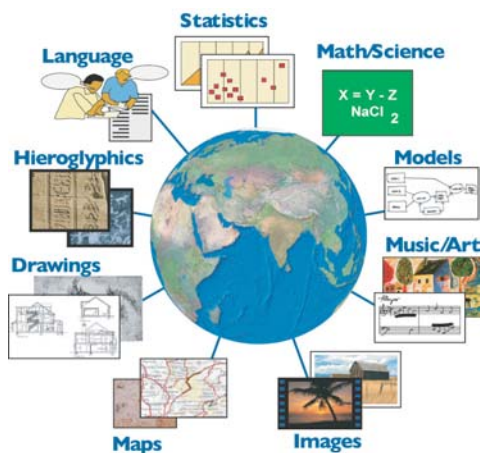 Statistics
Language
Math/Science
X = Y - Z
NaCl 2
Hieroglyphics
Models
Drawings
Music/Art
Maps
Images